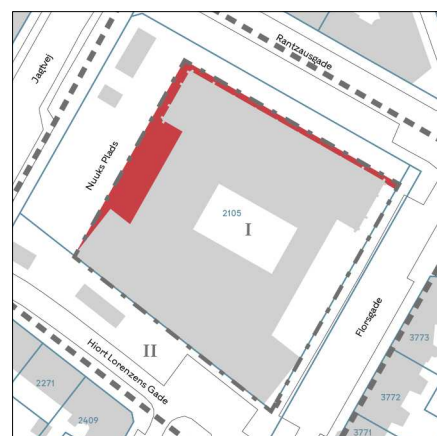 Rantzausgade
Jagtvej
Nuuks Plads
2105
I
Florsgade
II
Hiort Lorenzens Gade
3773
2271
3772
2409
3771